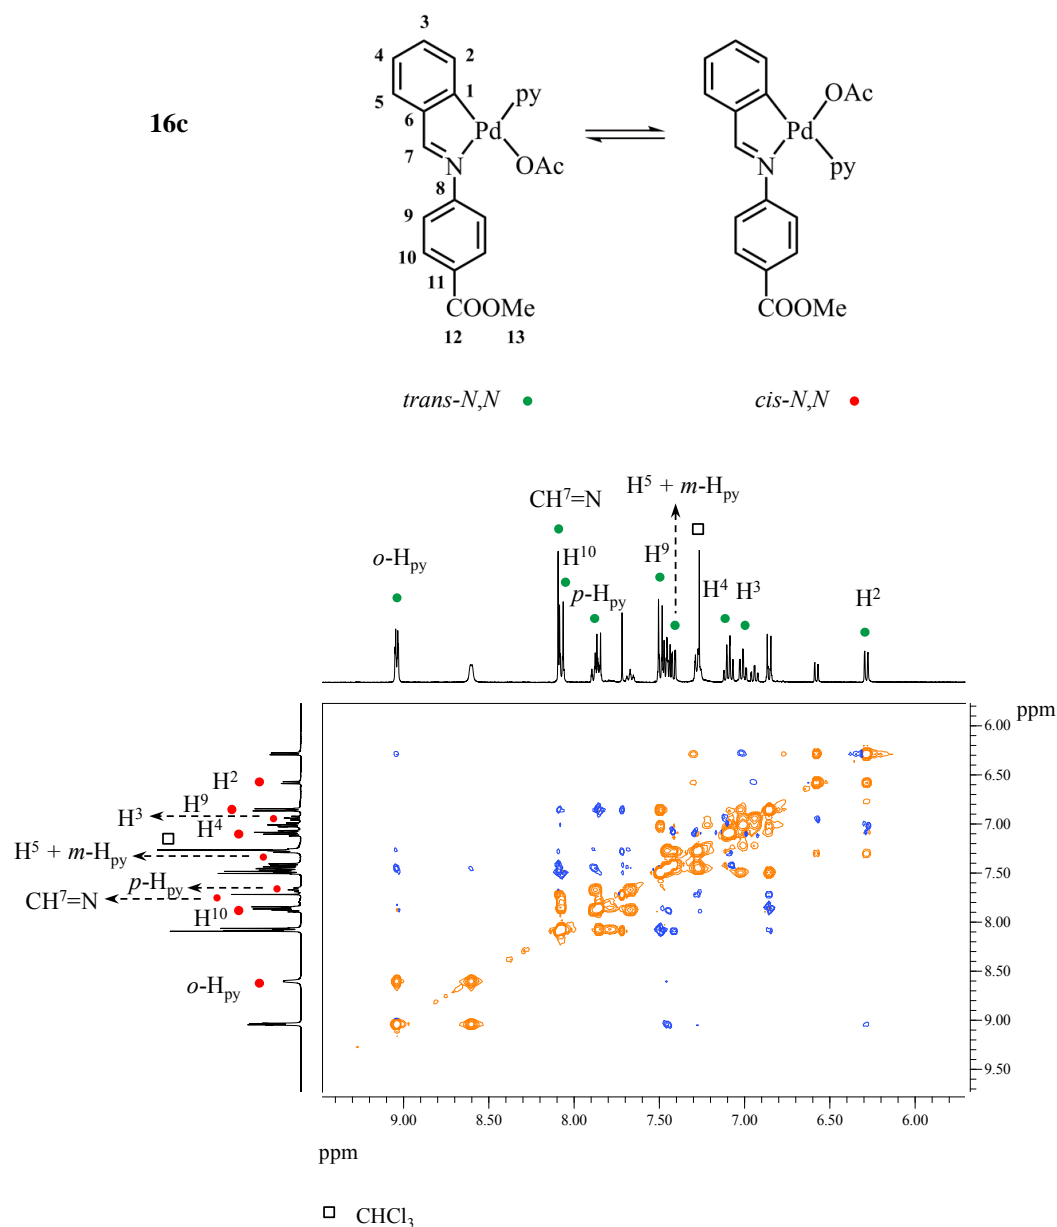 3
4
2
1
py
OAc
5
6
Pd
Pd
16c
7
N
OAc
N
py
8
9
10
11
COOMe
COOMe
12
13
trans-N,N
cis-N,N
H⁵ + m-Hpy
CH⁷=N
H¹⁰
H⁹
o-Hpy
p-Hpy
H⁴
H³
H²
ppm
6.00
H²
6.50
H⁹
H³
H⁴
7.00
H⁵ + m-Hpy
p-Hpy
7.50
CH⁷=N
H¹⁰
8.00
o-Hpy
8.50
9.00
9.50
9.00 8.50 8.00 7.50 7.00 6.50 6.00
ppm
CHCl₃